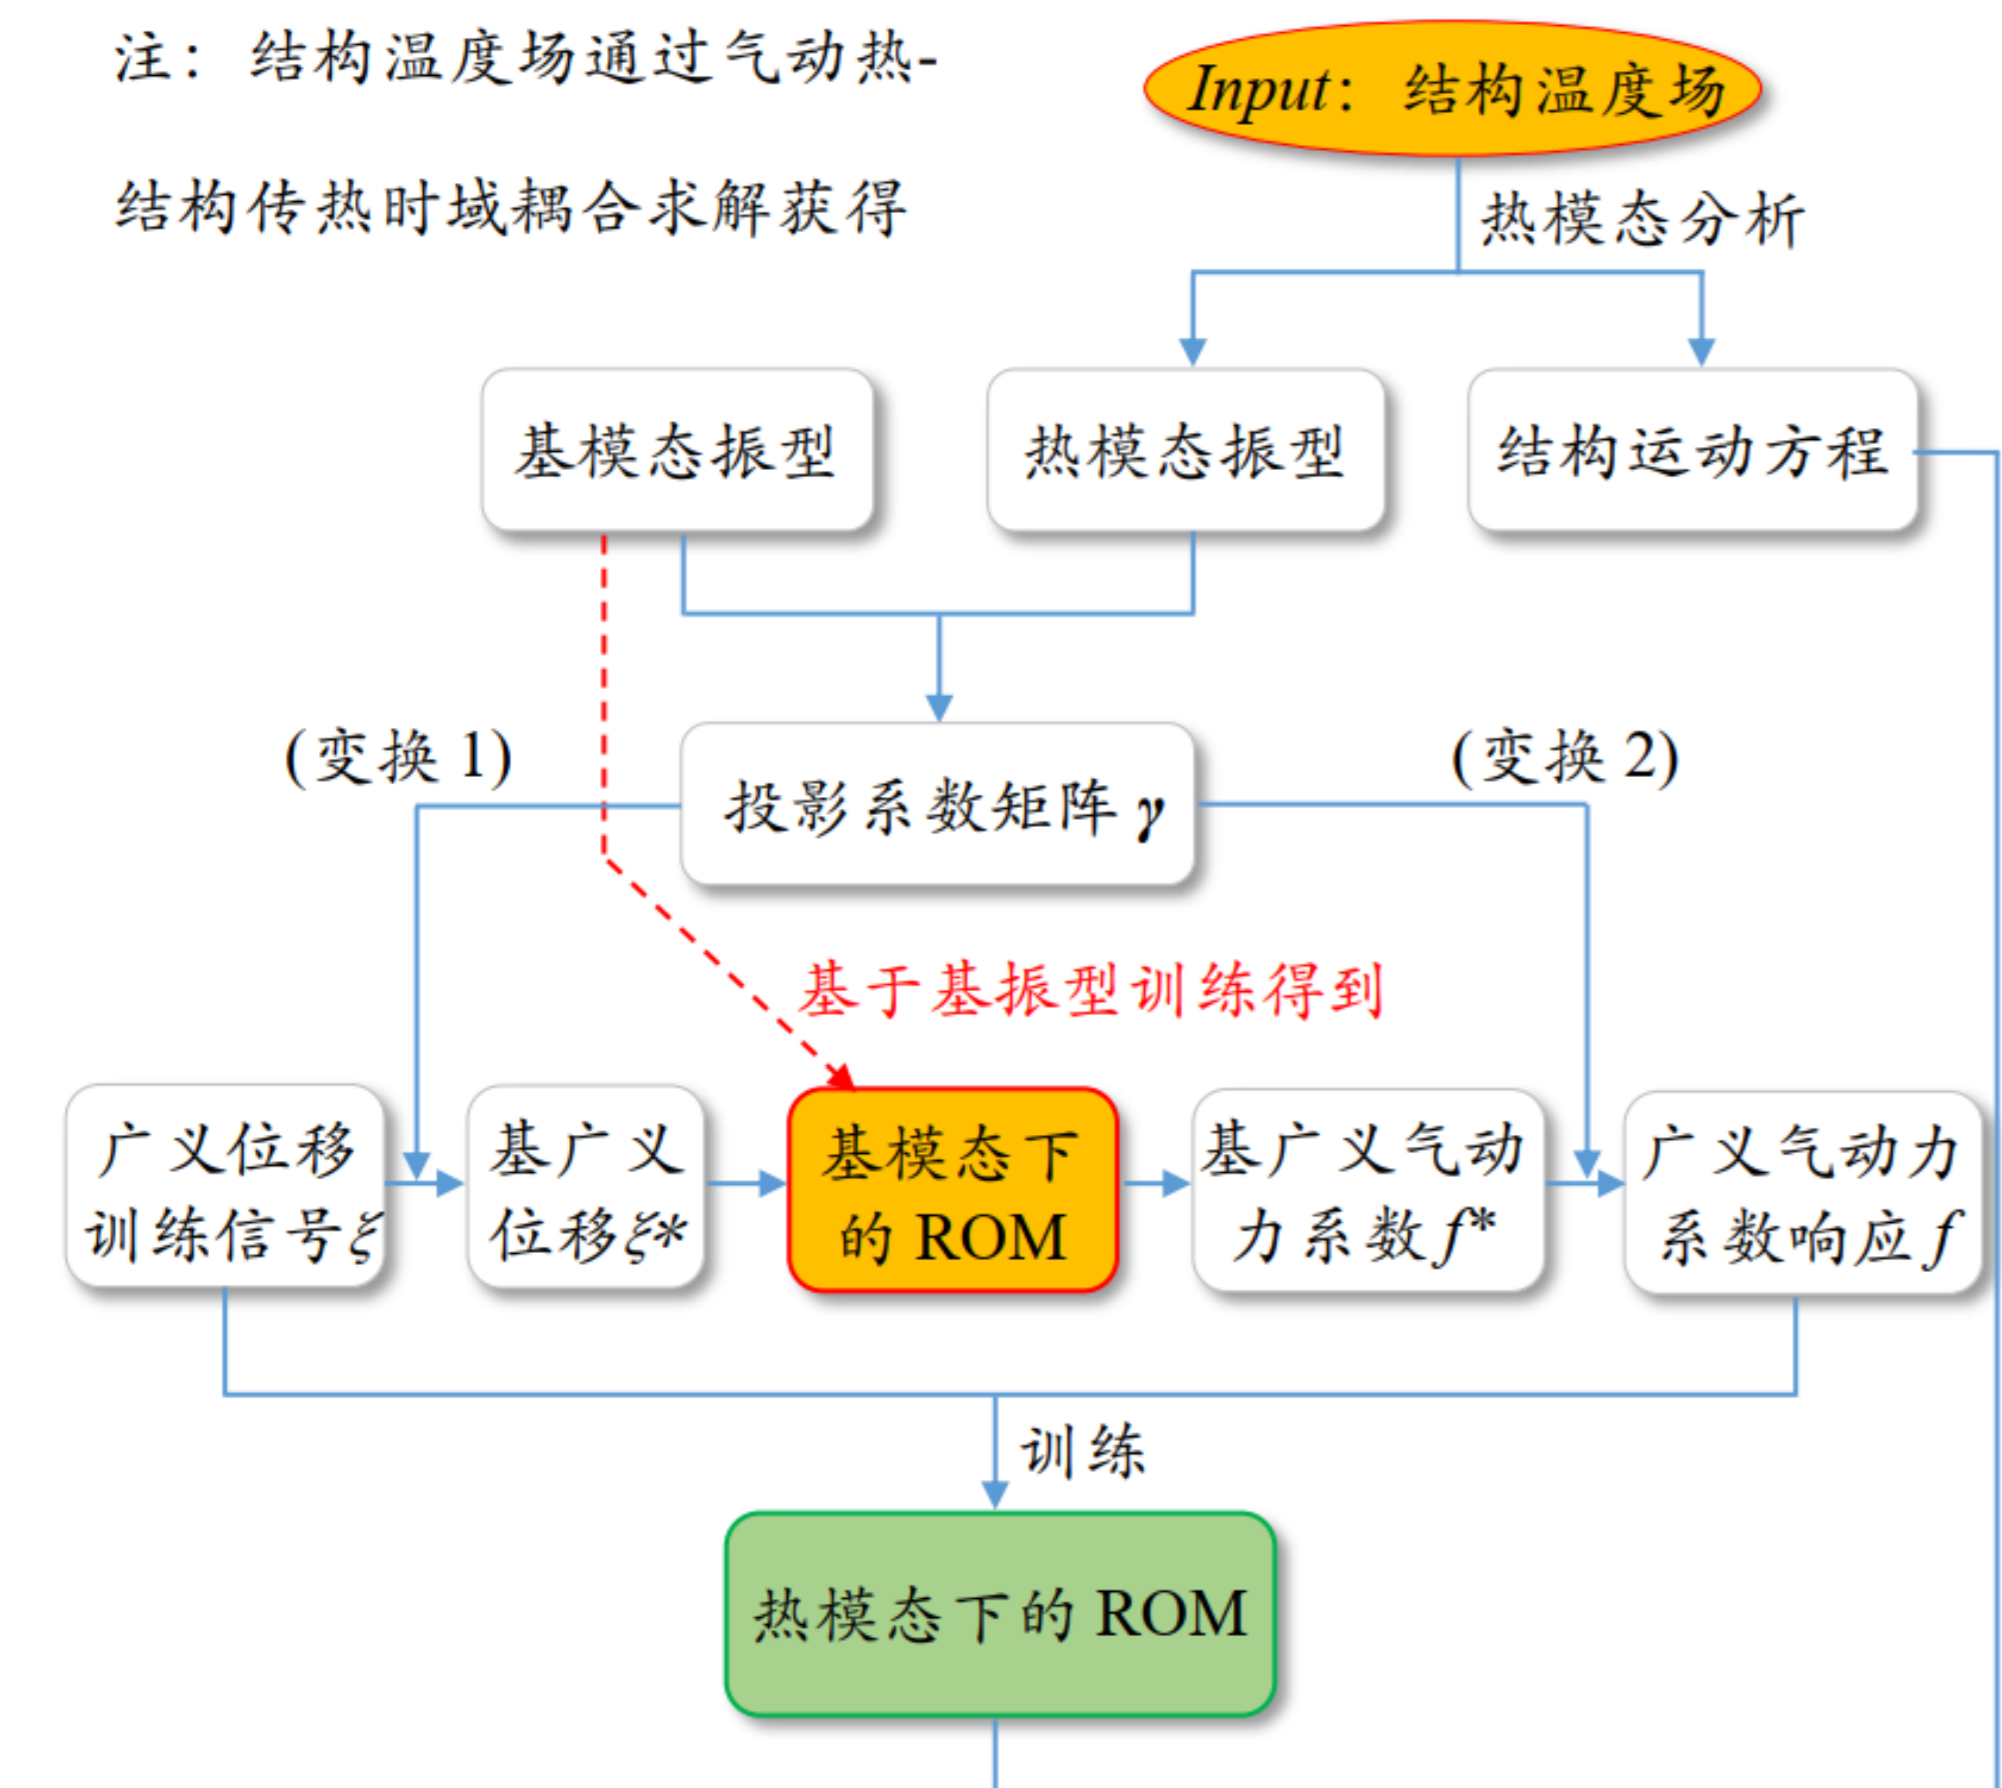 注：结构温度场通过气动热-
结构传热时域耦合求解获得
Input：结构温度场
热模态分析
基模态振型
热模态振型
结构运动方程
(变换 1)
投影系数矩阵 γ
(变换 2)
基于基振型训练得到
广义位移
训练信号ξ
基广义
位移ξ*
基模态下
的 ROM
基广义气动
力系数 f*
广义气动力
系数响应 f
训练
热模态下的 ROM